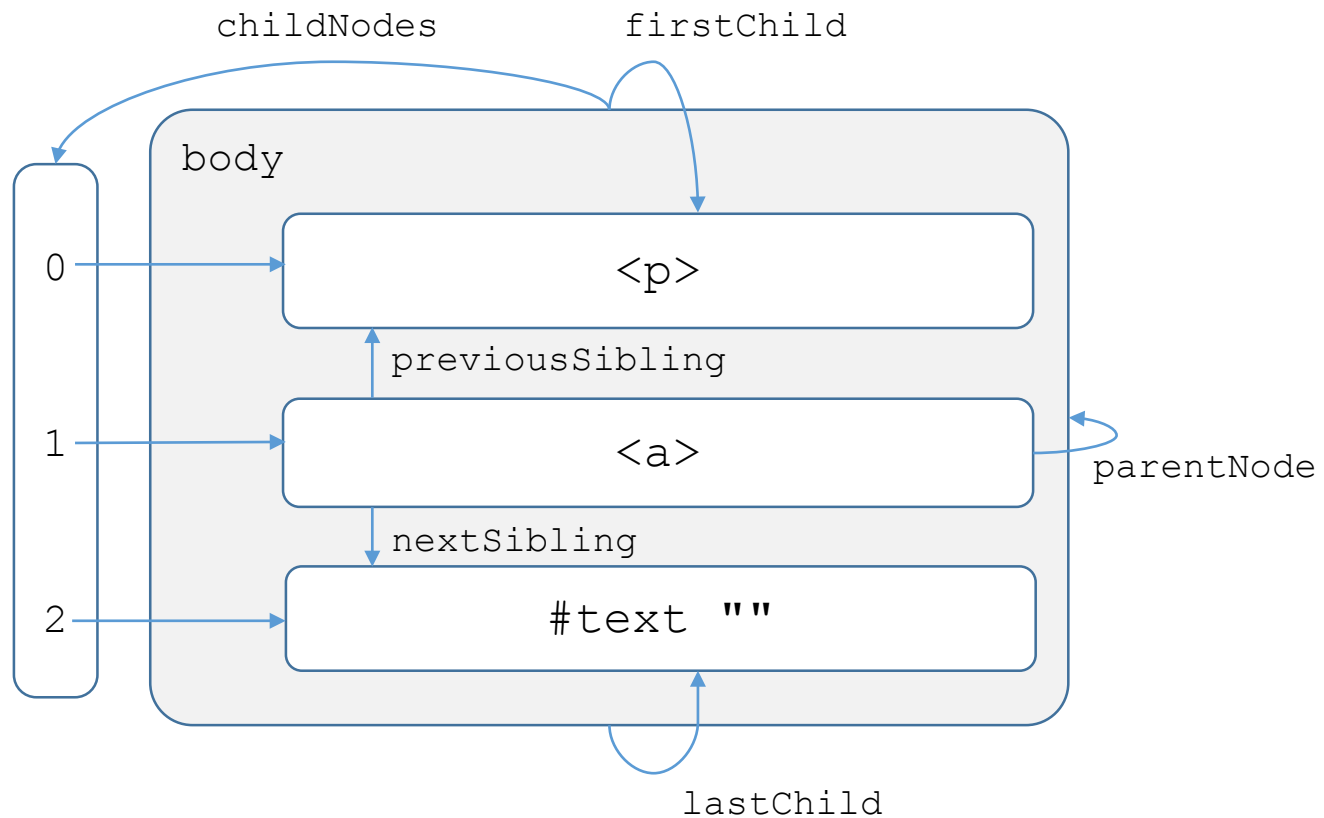 childNodes firstChild
body
0 <p>
previousSibling
1 <a>
parentNode
nextSibling
2 #text ""
lastChild